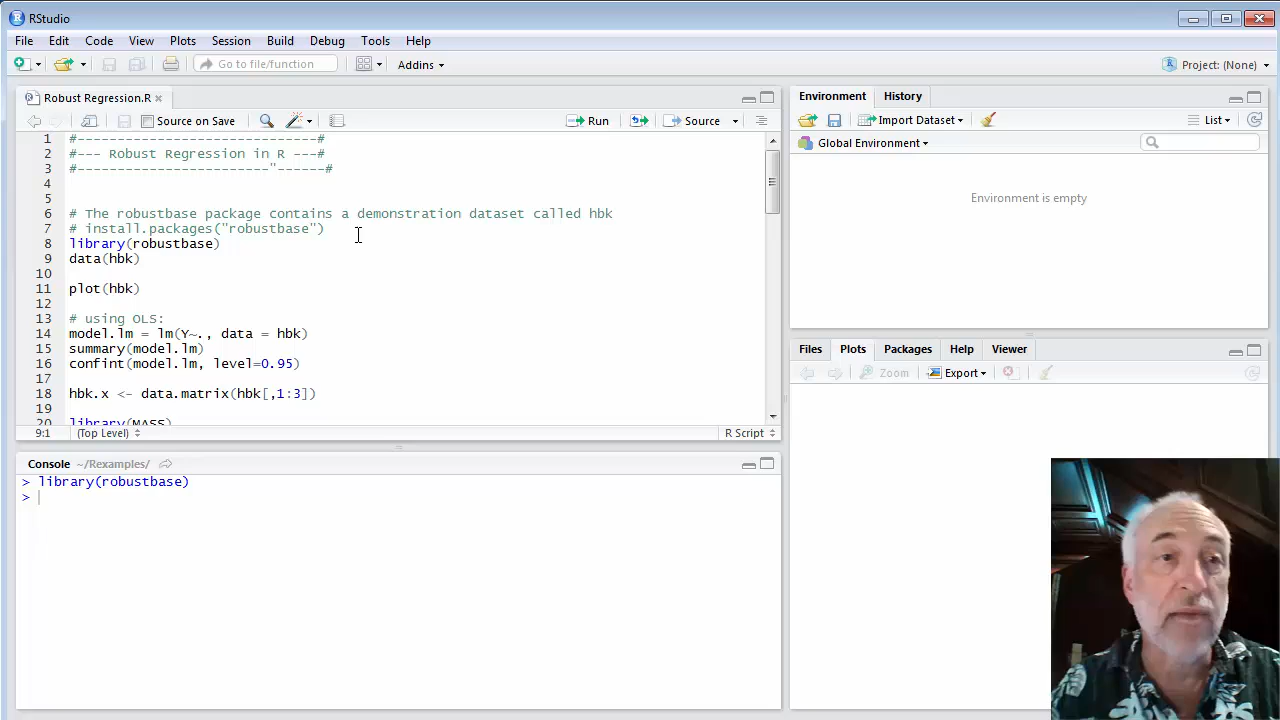 RStudio
File Edit Code View Plots Session Build Debug Tools Help
Go to file/function Addins Project: (None)
Robust Regression.R
Source on Save Run Source
1 #------------------------------#
2 #--- Robust Regression in R ---#
3 #------------------------"------#
4
5
6 # The robustbase package contains a demonstration dataset called hbk
7 # install.packages("robustbase")
8 library(robustbase)
9 data(hbk)
10
11 plot(hbk)
12
13 # using OLS:
14 model.lm = lm(Y~., data = hbk)
15 summary(model.lm)
16 confint(model.lm, level=0.95)
17
18 hbk.x <- data.matrix(hbk[,1:3])
19
20 library(MASS)
9:1 (Top Level) R Script
Console ~/Rexamples/
> library(robustbase)
>
Environment History
Import Dataset List
Global Environment
Environment is empty
Files Plots Packages Help Viewer
Zoom Export